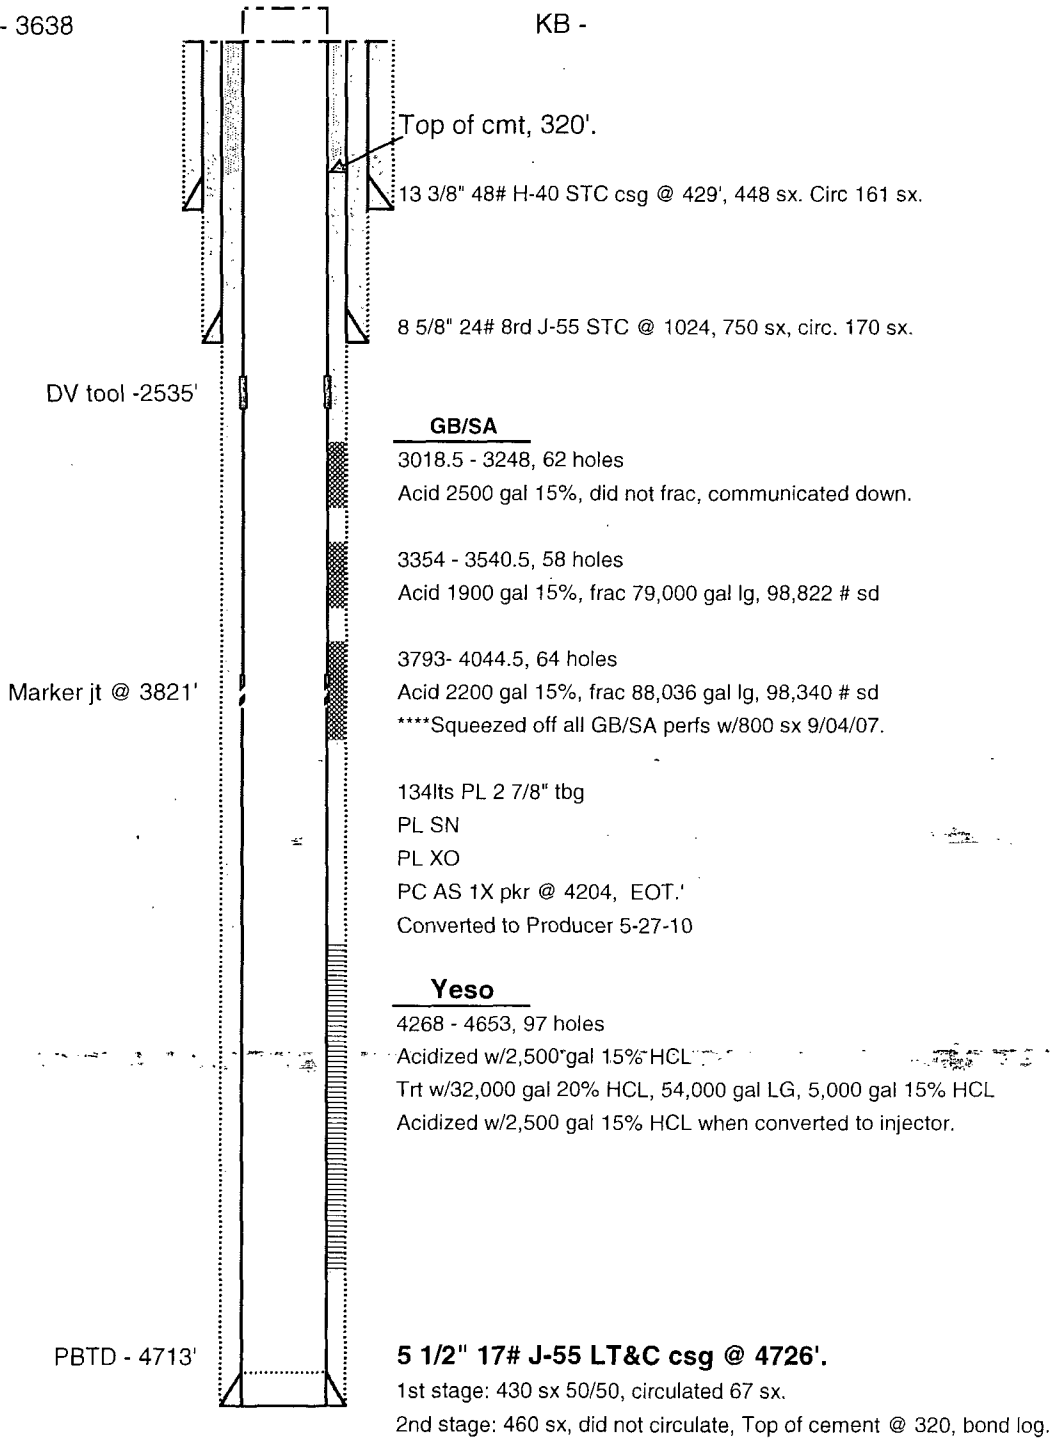 - 3638
KB -
Top of cmt, 320'.
13 3/8" 48# H-40 STC csg @ 429', 448 sx. Circ 161 sx.
8 5/8" 24# 8rd J-55 STC @ 1024, 750 sx, circ. 170 sx.
DV tool -2535'
GB/SA
3018.5 - 3248, 62 holes
Acid 2500 gal 15%, did not frac, communicated down.
3354 - 3540.5, 58 holes
Acid 1900 gal 15%, frac 79,000 gal lg, 98,822 # sd
3793- 4044.5, 64 holes
Marker jt @ 3821'
Acid 2200 gal 15%, frac 88,036 gal lg, 98,340 # sd
****Squeezed off all GB/SA perfs w/800 sx 9/04/07.
134lts PL 2 7/8" tbg
PL SN
PL XO
PC AS 1X pkr @ 4204, EOT.'
Converted to Producer 5-27-10
Yeso
4268 - 4653, 97 holes
Acidized w/2,500 gal 15% HCL
Trt w/32,000 gal 20% HCL, 54,000 gal LG, 5,000 gal 15% HCL
Acidized w/2,500 gal 15% HCL when converted to injector.
PBTD - 4713'
5 1/2" 17# J-55 LT&C csg @ 4726'.
1st stage: 430 sx 50/50, circulated 67 sx.
2nd stage: 460 sx, did not circulate, Top of cement @ 320, bond log.